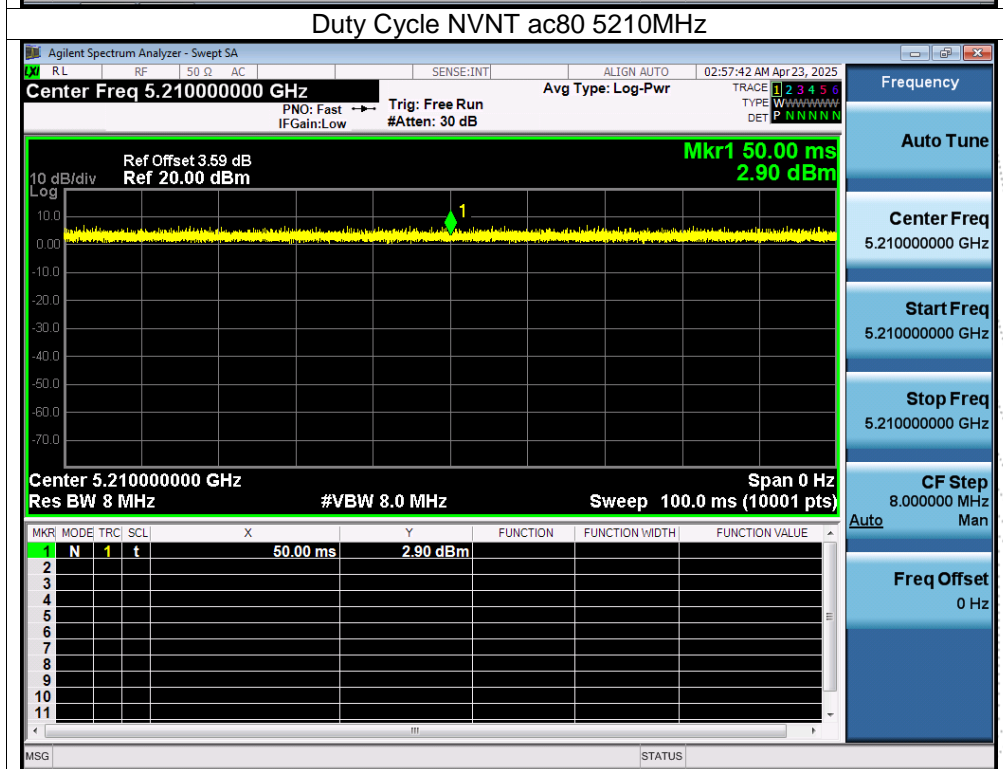 Duty Cycle NVNT ac80 5210MHz
Agilent Spectrum Analyzer - Swept SA
LXI RL RF 50 Ω AC SENSE:INT ALIGN AUTO 02:57:42 AM Apr 23, 2025
Center Freq 5.210000000 GHz
PNO: Fast
IFGain:Low
Trig: Free Run
#Atten: 30 dB
Avg Type: Log-Pwr
TRACE 1 2 3 4 5 6
TYPE WWWWWWW
DET P N N N N N
Mkr1 50.00 ms
2.90 dBm
Ref Offset 3.59 dB
10 dB/div Ref 20.00 dBm
Log
10.0
0.00
-10.0
-20.0
-30.0
-40.0
-50.0
-60.0
-70.0
1
Center 5.210000000 GHz Span 0 Hz
Res BW 8 MHz #VBW 8.0 MHz Sweep 100.0 ms (10001 pts)
MKR MODE TRC SCL X Y FUNCTION FUNCTION WIDTH FUNCTION VALUE
1 N 1 t 50.00 ms 2.90 dBm
2
3
4
5
6
7
8
9
10
11
MSG STATUS
Frequency
Auto Tune
Center Freq
5.210000000 GHz
Start Freq
5.210000000 GHz
Stop Freq
5.210000000 GHz
CF Step
8.000000 MHz
Auto Man
Freq Offset
0 Hz